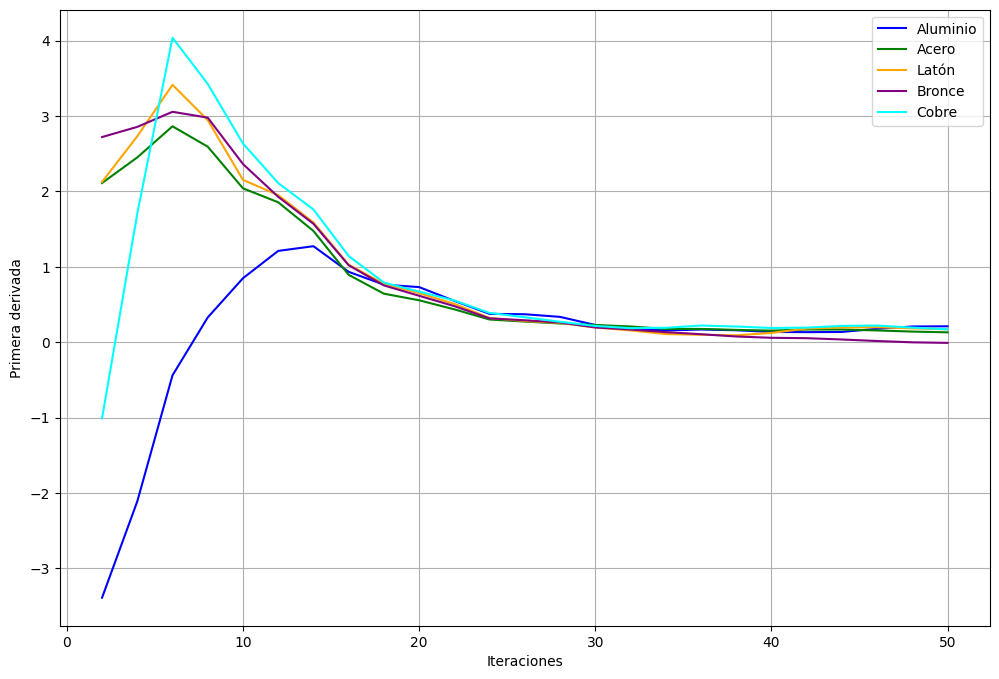 Aluminio
Acero
Latón
Bronce
Cobre
Primera derivada
4
3
2
1
0
−1
−2
−3
0
10
20
30
40
50
Iteraciones